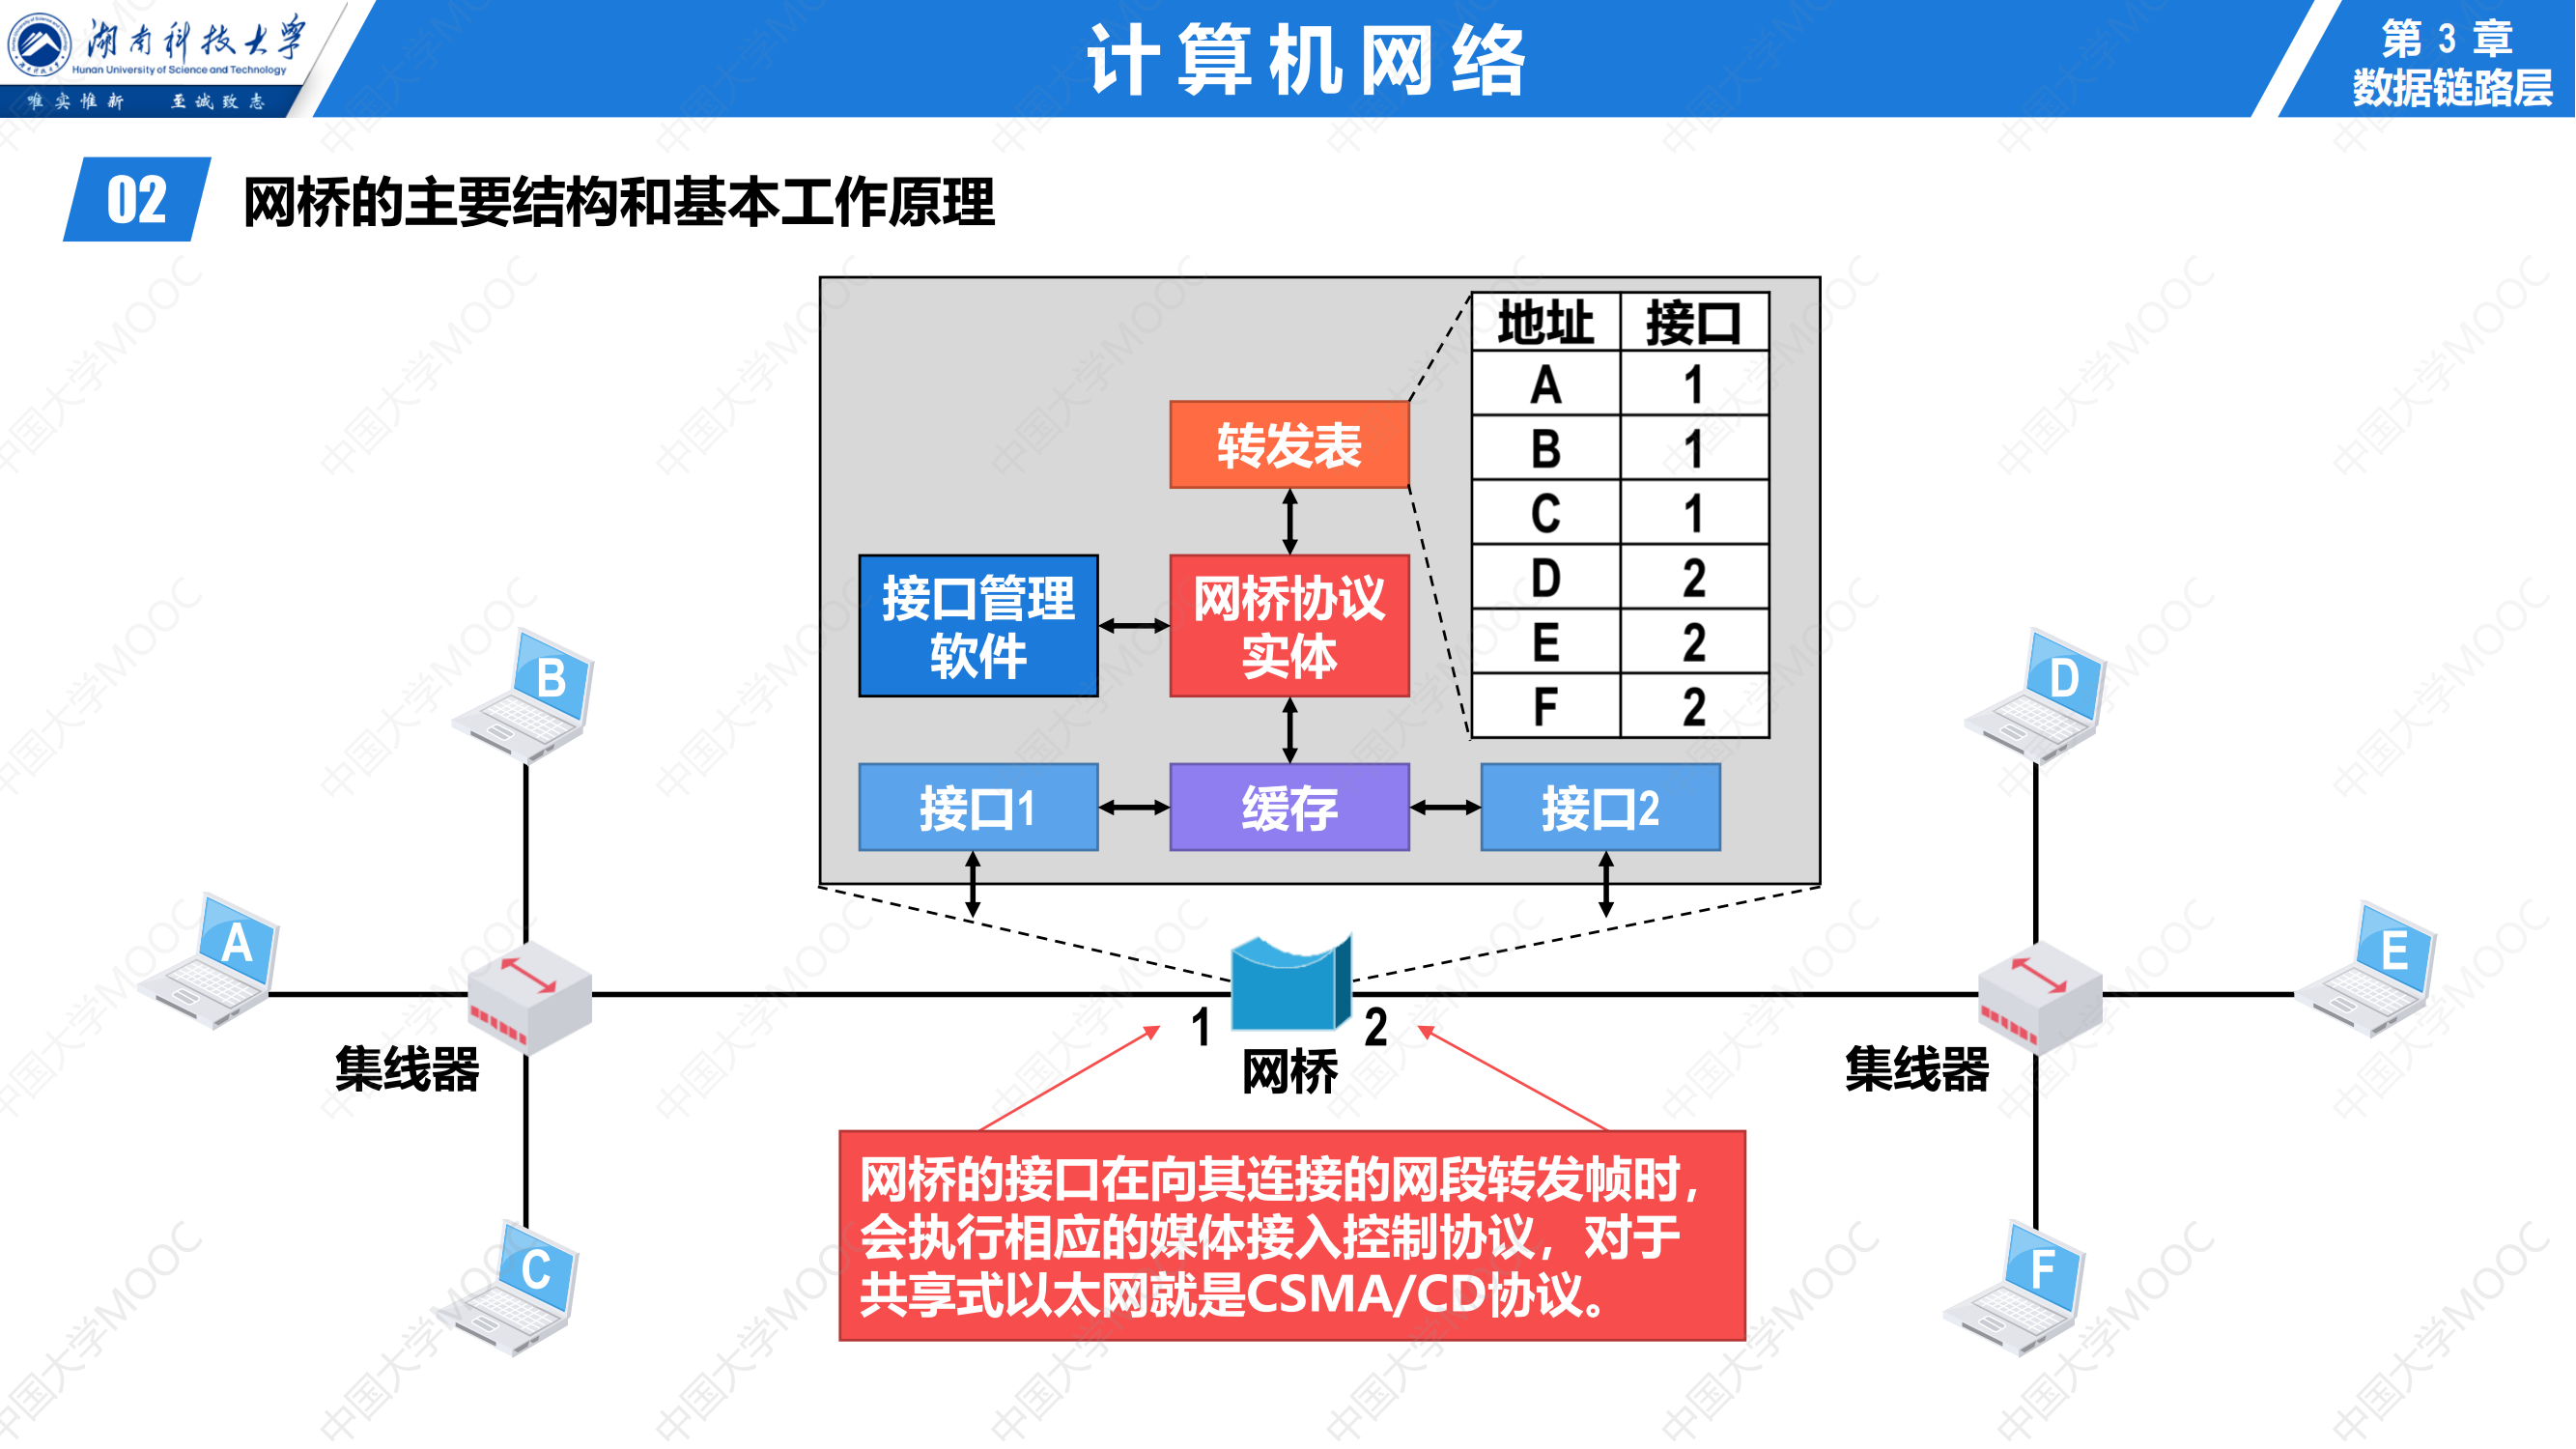 湖南科技大学
Hunan University of Science and Technology
唯实惟新 至诚致志
计算机网络
第 3 章
数据链路层
02 网桥的主要结构和基本工作原理
地址 接口
A 1
B 1
C 1
D 2
E 2
F 2
转发表
接口管理
软件
网桥协议
实体
接口1
缓存
接口2
B
D
A
E
1
2
集线器
网桥
集线器
C
F
网桥的接口在向其连接的网段转发帧时，
会执行相应的媒体接入控制协议，对于
共享式以太网就是CSMA/CD协议。
中国大学MOOC